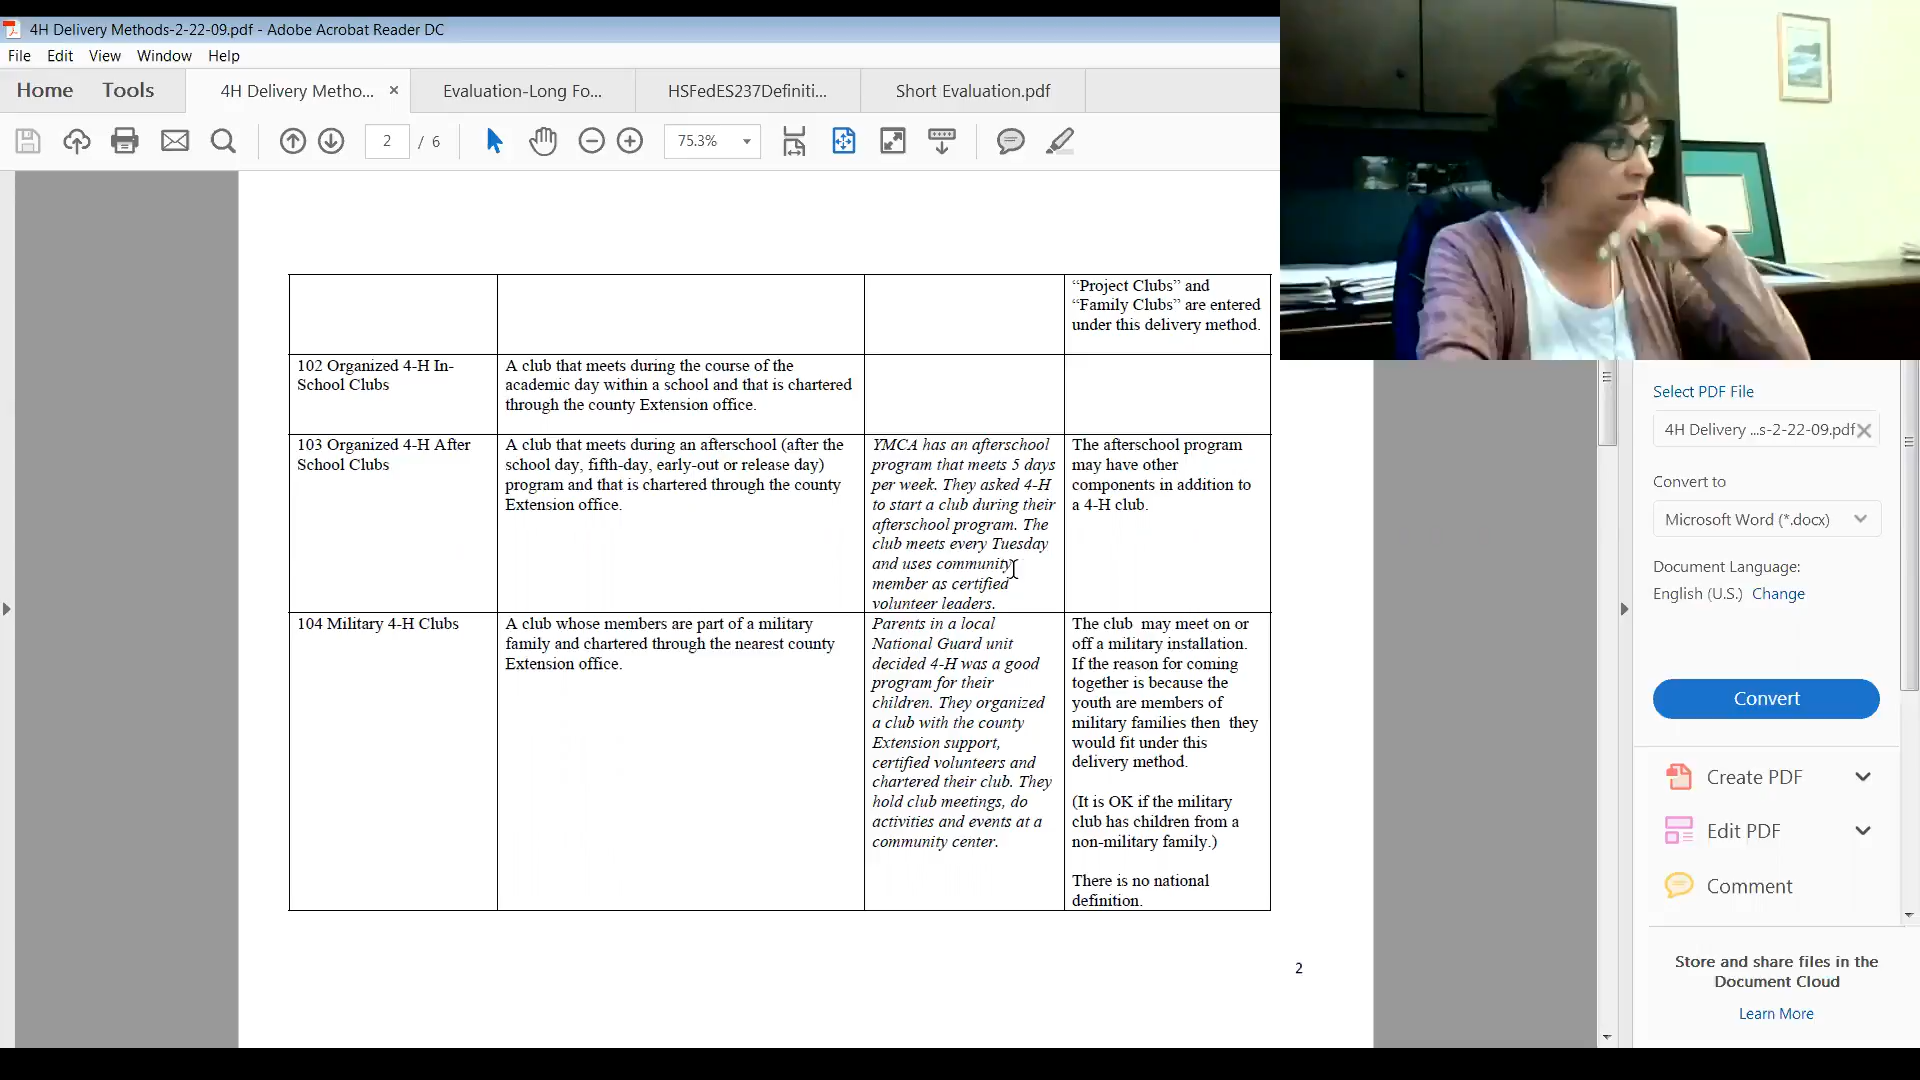 4H Delivery Methods-2-22-09.pdf - Adobe Acrobat Reader DC
File Edit View Window Help
Home Tools 4H Delivery Metho... × Evaluation-Long Fo... HSFedES237Definiti... Short Evaluation.pdf
2 / 6 75.3%
“Project Clubs” and
“Family Clubs” are entered
under this delivery method.
102 Organized 4-H In-
School Clubs
A club that meets during the course of the
academic day within a school and that is chartered
through the county Extension office.
103 Organized 4-H After
School Clubs
A club that meets during an afterschool (after the
school day, fifth-day, early-out or release day)
program and that is chartered through the county
Extension office.
YMCA has an afterschool
program that meets 5 days
per week. They asked 4-H
to start a club during their
afterschool program. The
club meets every Tuesday
and uses community
member as certified
volunteer leaders.
The afterschool program
may have other
components in addition to
a 4-H club.
104 Military 4-H Clubs
A club whose members are part of a military
family and chartered through the nearest county
Extension office.
Parents in a local
National Guard unit
decided 4-H was a good
program for their
children. They organized
a club with the county
Extension support,
certified volunteers and
chartered their club. They
hold club meetings, do
activities and events at a
community center.
The club  may meet on or
off a military installation.
If the reason for coming
together is because the
youth are members of
military families then  they
would fit under this
delivery method.
(It is OK if the military
club has children from a
non-military family.)
There is no national
definition.
2
Select PDF File
4H Delivery ...s-2-22-09.pdf
Convert to
Microsoft Word (*.docx)
Document Language:
English (U.S.) Change
Convert
Create PDF
Edit PDF
Comment
Store and share files in the
Document Cloud
Learn More